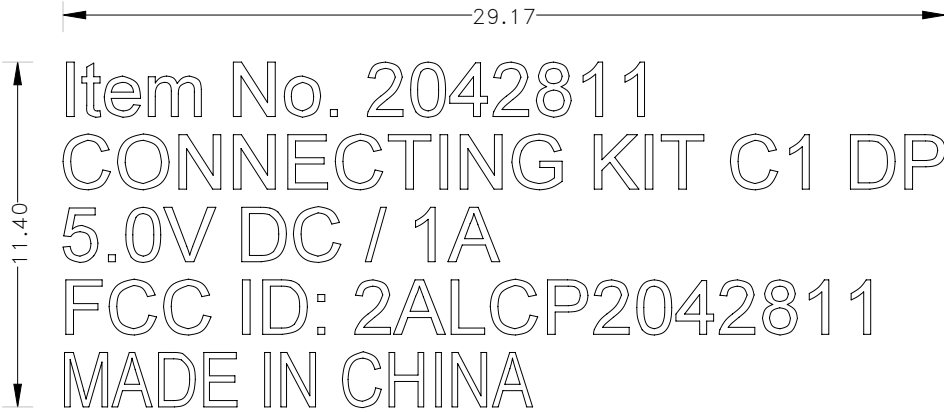 29.17
11.40
Item No. 2042811
CONNECTING KIT C1 DP
5.0V DC / 1A
FCC ID: 2ALCP2042811
MADE IN CHINA